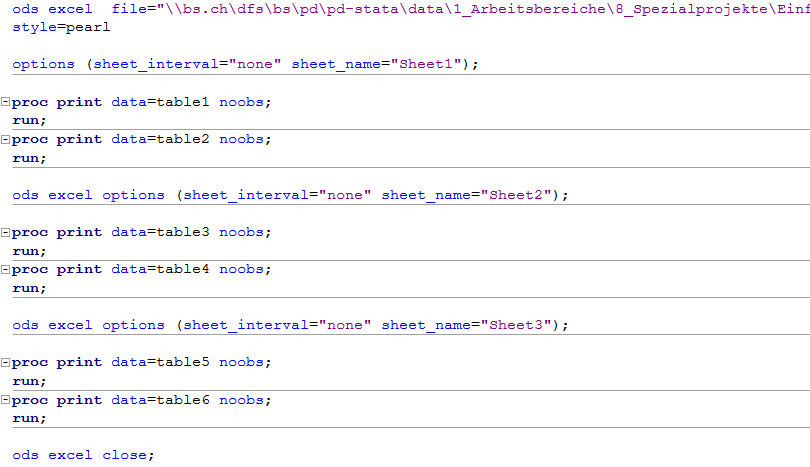 ods excel  file="\\bs.ch\dfs\bs\pd\pd-stata\data\1_Arbeitsbereiche\8_Spezialprojekte\Einf
style=pearl
options (sheet_interval="none" sheet_name="Sheet1");
proc print data=table1 noobs;
run;
proc print data=table2 noobs;
run;
ods excel options (sheet_interval="none" sheet_name="Sheet2");
proc print data=table3 noobs;
run;
proc print data=table4 noobs;
run;
ods excel options (sheet_interval="none" sheet_name="Sheet3");
proc print data=table5 noobs;
run;
proc print data=table6 noobs;
run;
ods excel close;